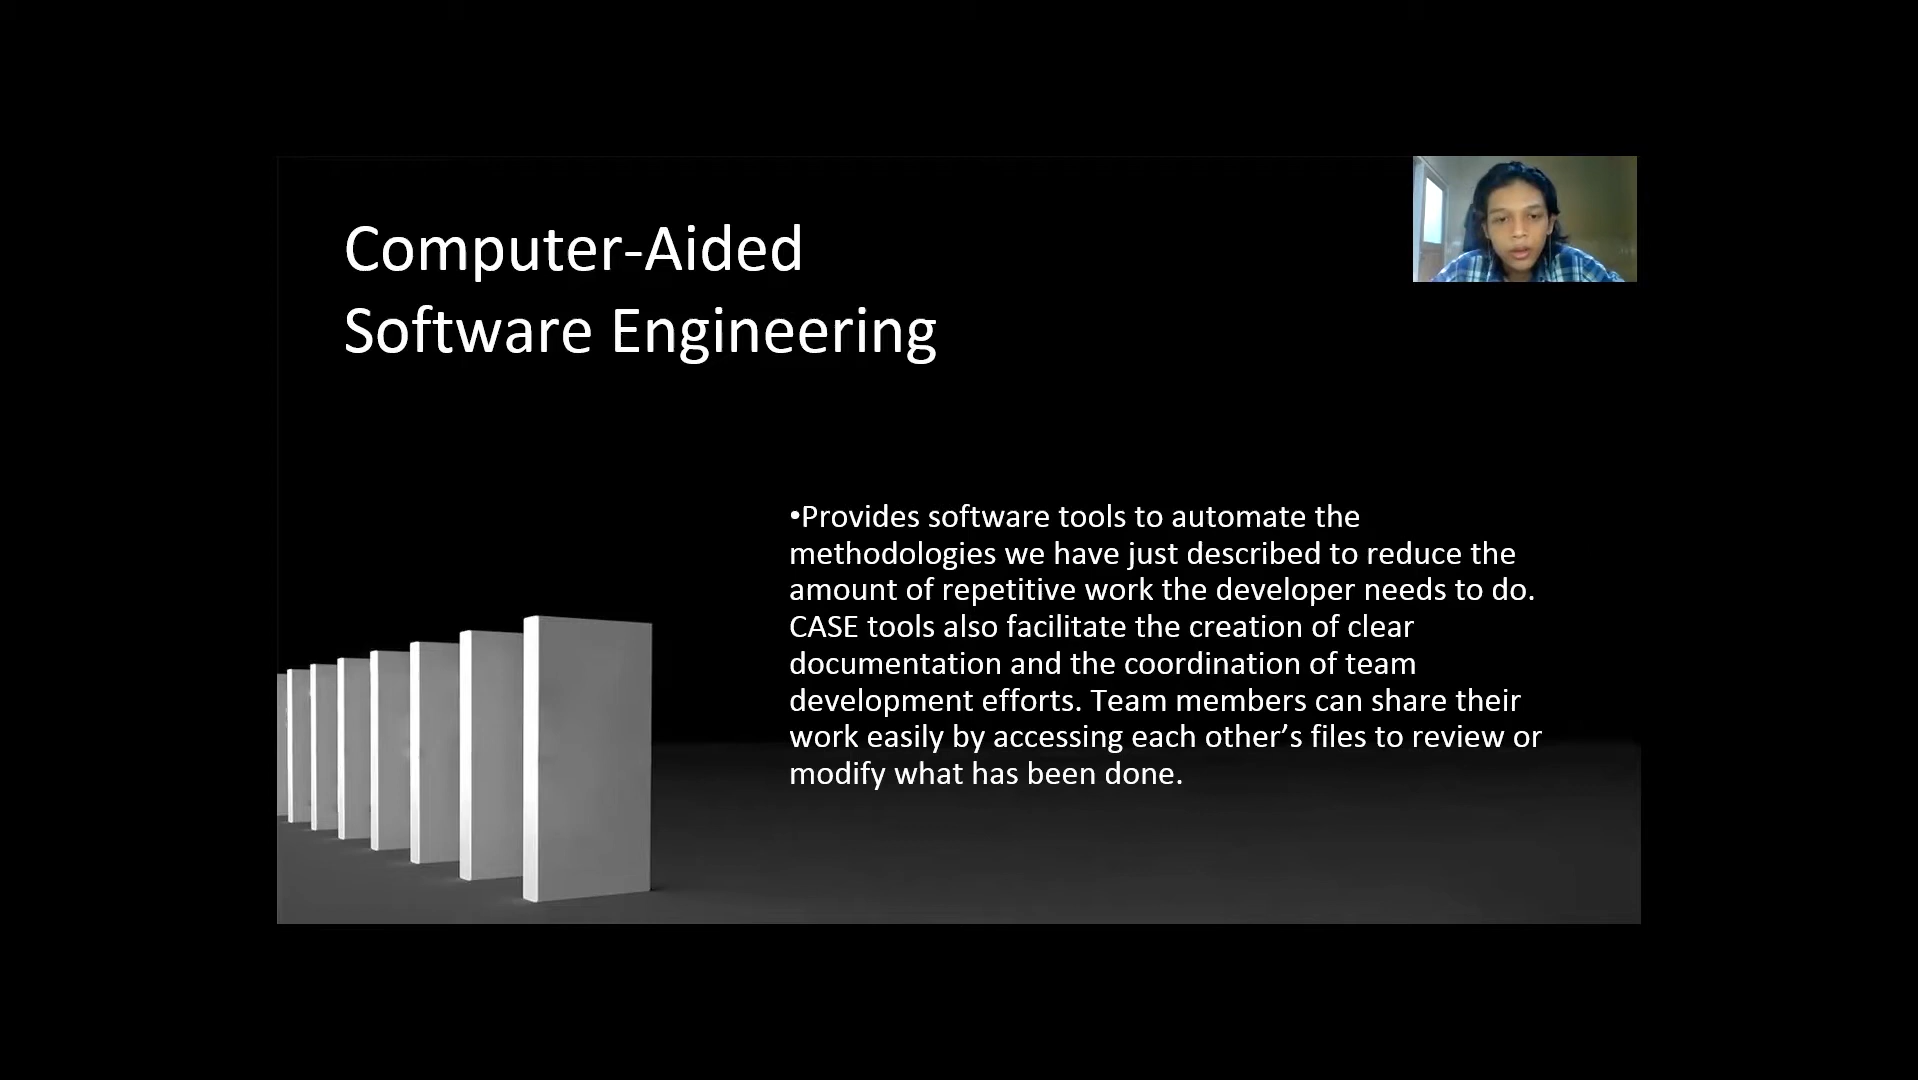 Computer-Aided
Software Engineering
•Provides software tools to automate the
methodologies we have just described to reduce the
amount of repetitive work the developer needs to do.
CASE tools also facilitate the creation of clear
documentation and the coordination of team
development efforts. Team members can share their
work easily by accessing each other’s files to review or
modify what has been done.